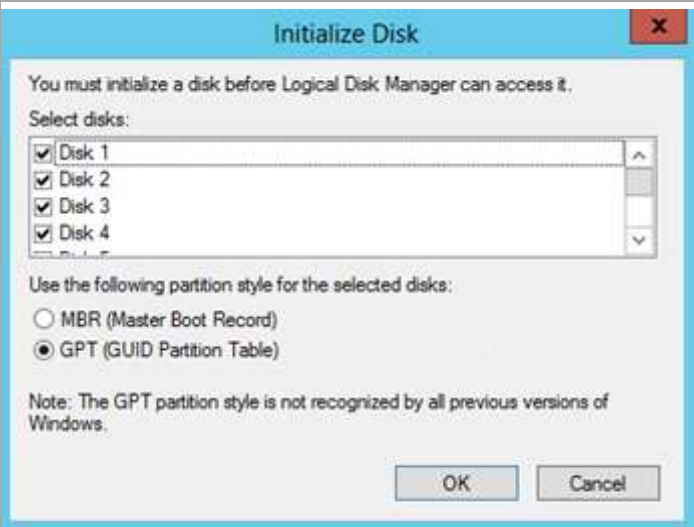 Initialize Disk
x
You must initialize a disk before Logical Disk Manager can access it.
Select disks:
Disk 1
Disk 2
Disk 3
Disk 4
Use the following partition style for the selected disks:
MBR (Master Boot Record)
GPT (GUID Partition Table)
Note: The GPT partition style is not recognized by all previous versions of
Windows.
OK Cancel